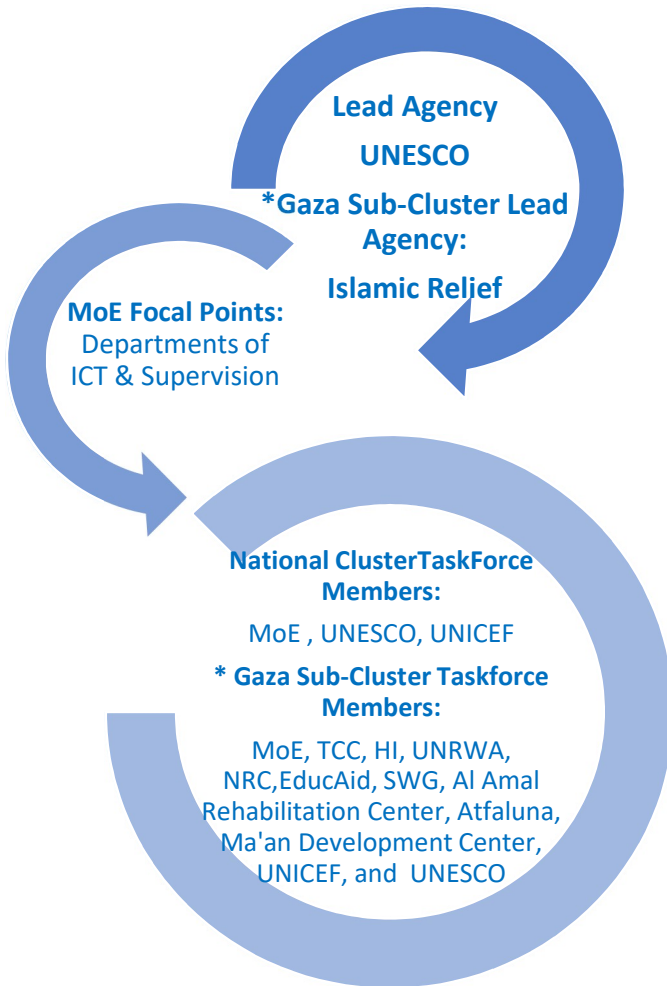 Lead Agency
UNESCO
*Gaza Sub-Cluster Lead
Agency:
Islamic Relief
MoE Focal Points:
Departments of
ICT & Supervision
National ClusterTaskForce
Members:
MoE , UNESCO, UNICEF
* Gaza Sub-Cluster Taskforce
Members:
MoE, TCC, HI, UNRWA,
NRC,EducAid, SWG, Al Amal
Rehabilitation Center, Atfaluna,
Ma'an Development Center,
UNICEF, and  UNESCO